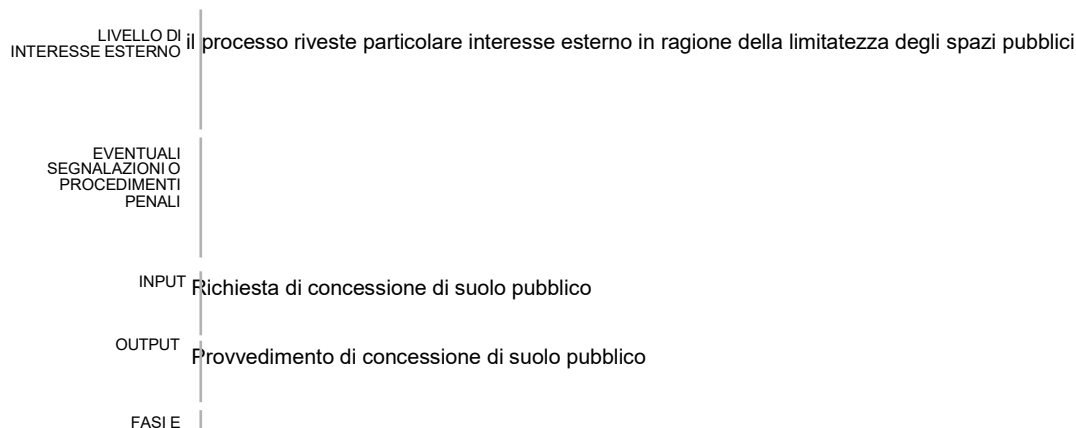 LIVELLO DI
INTERESSE ESTERNO
il processo riveste particolare interesse esterno in ragione della limitatezza degli spazi pubblici
EVENTUALI
SEGNALAZIONI O
PROCEDIMENTI
PENALI
INPUT
Richiesta di concessione di suolo pubblico
OUTPUT
Provvedimento di concessione di suolo pubblico
FASI E